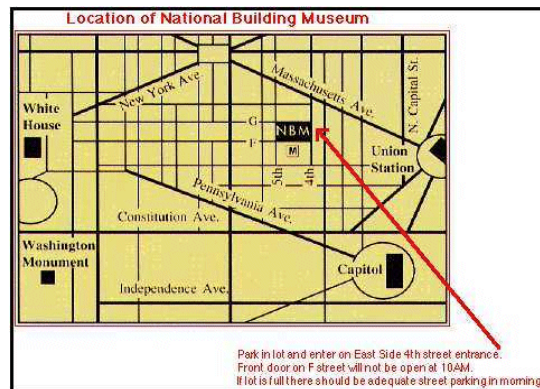 Location of National Building Museum
New York Ave
Massachusetts Ave.
N. Capital St.
White
House
G
NBM
F
M
Union
Station
5th
4th
Pennsylvania Ave.
Constitution Ave.
Washington
Monument
Capitol
Independence Ave.
Park in lot and enter on East Side 4th street entrance.
Front door on F street will not be open at 10AM.
If lot is full there should be adequate street parking in morning